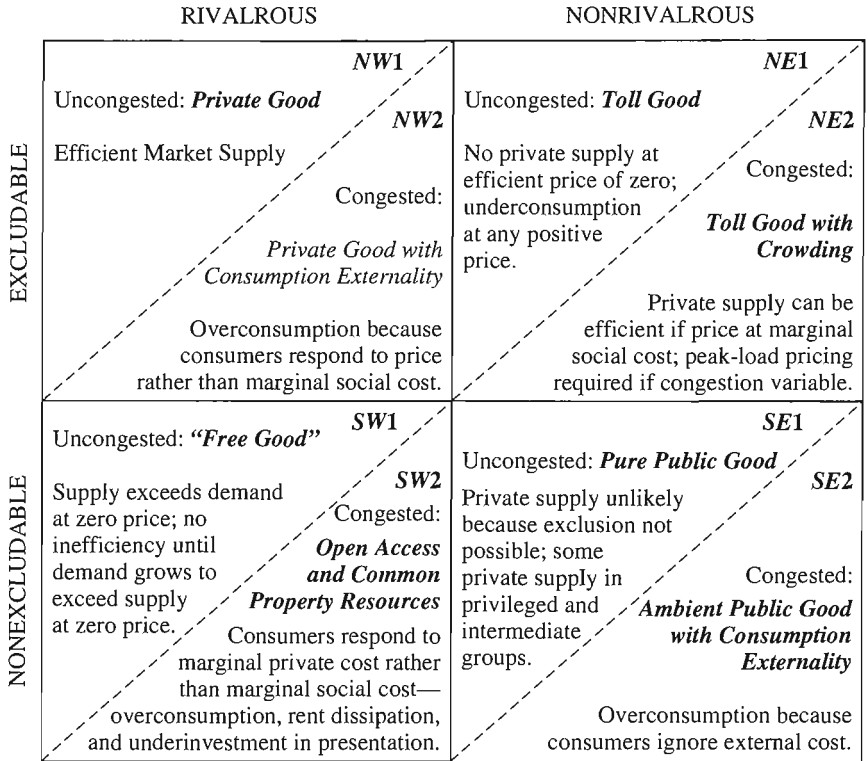 RIVALROUS
NONRIVALROUS
EXCLUDABLE
NW1
Uncongested: Private Good
NW2
Efficient Market Supply
Congested:
Private Good with
Consumption Externality
Overconsumption because
consumers respond to price
rather than marginal social cost.
NE1
Uncongested: Toll Good
NE2
No private supply at
efficient price of zero;
underconsumption
at any positive
price.
Congested:
Toll Good with
Crowding
Private supply can be
efficient if price at marginal
social cost; peak-load pricing
required if congestion variable.
NONEXCLUDABLE
SW1
Uncongested: “Free Good”
SW2
Supply exceeds demand
at zero price; no
inefficiency until
demand grows to
exceed supply
at zero price.
Congested:
Open Access
and Common
Property Resources
Consumers respond to
marginal private cost rather
than marginal social cost—
overconsumption, rent dissipation,
and underinvestment in presentation.
SE1
Uncongested: Pure Public Good
SE2
Private supply unlikely
because exclusion not
possible; some
private supply in
privileged and
intermediate
groups.
Congested:
Ambient Public Good
with Consumption
Externality
Overconsumption because
consumers ignore external cost.